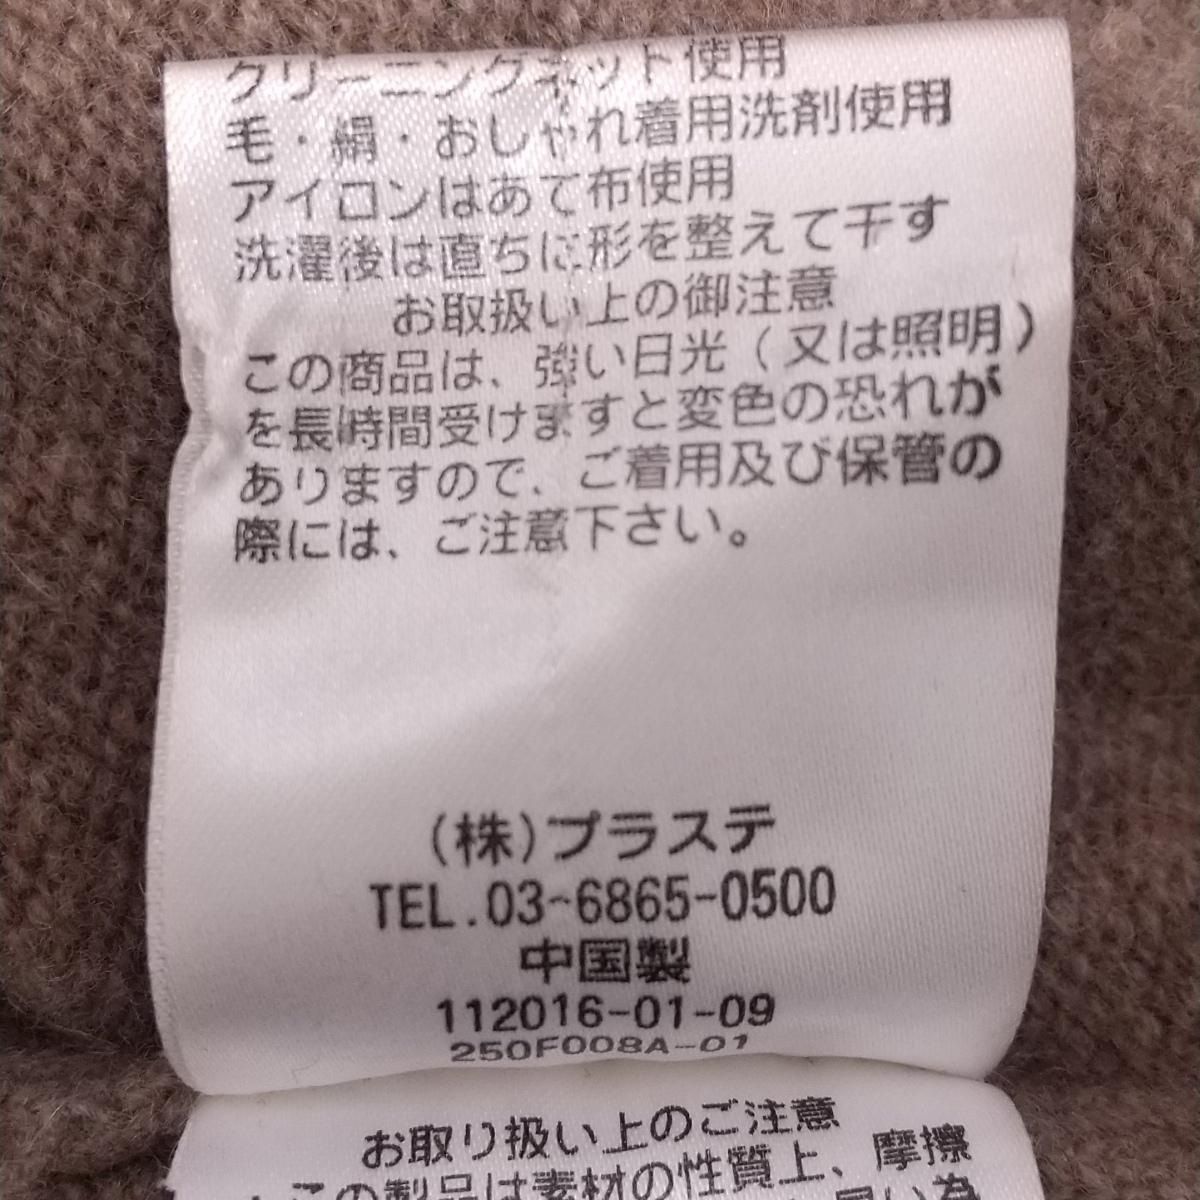 クリーニングネット使用
毛・絹・おしゃれ着用洗剤使用
アイロンはあて布使用
洗濯後は直ちに形を整えて干す
お取扱い上の御注意
この商品は、強い日光（又は照明）
を長時間受けますと変色の恐れが
ありますので、ご着用及び保管の
際には、ご注意下さい。
(株)プラステ
TEL.03-6865-0500
中国製
112016-01-09
250F008A-01
お取り扱い上のご注意
この製品は素材の性質上、摩擦